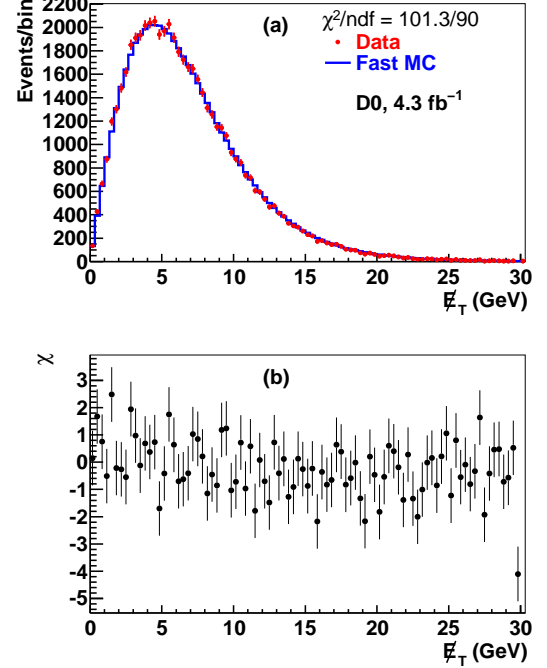 Events/bin
2200
2000
1800
1600
1400
1200
1000
800
600
400
200
0
(a)
χ²/ndf = 101.3/90
Data
Fast MC
D0, 4.3 fb⁻¹
0 5 10 15 20 25 30
E̸_T (GeV)
χ
(b)
3
2
1
0
-1
-2
-3
-4
-5
0 5 10 15 20 25 30
E̸_T (GeV)